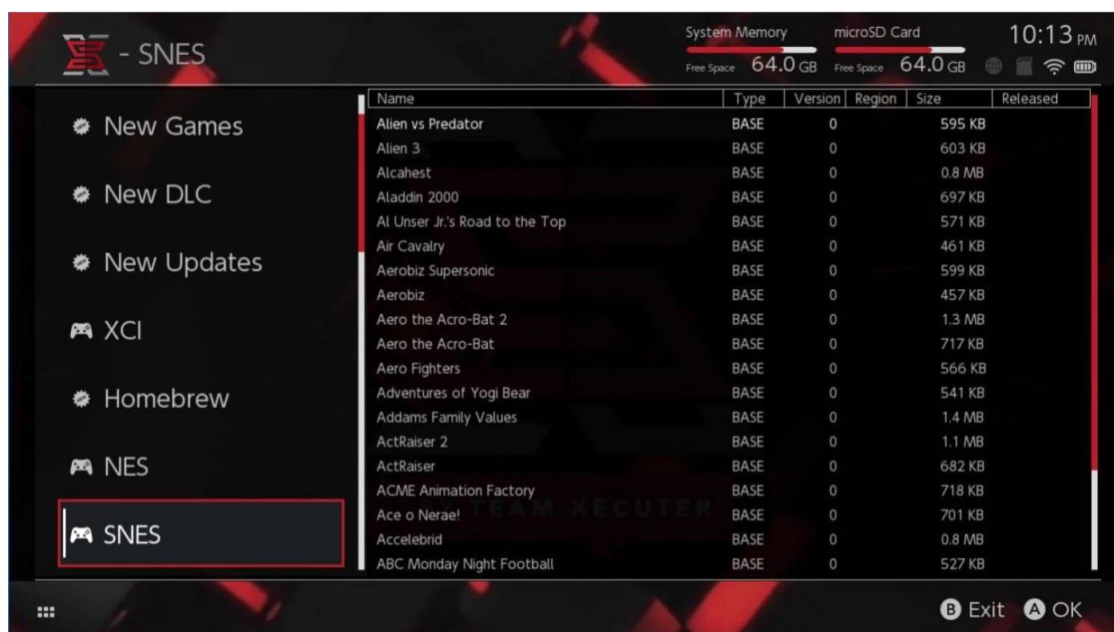 - SNES
System Memory
Free Space 64.0 GB
microSD Card
Free Space 64.0 GB
10:13 PM
New Games
New DLC
New Updates
XCI
Homebrew
NES
SNES
Name Type Version Region Size Released
Alien vs Predator BASE 0 595 KB
Alien 3 BASE 0 603 KB
Alcahest BASE 0 0.8 MB
Aladdin 2000 BASE 0 697 KB
Al Unser Jr.'s Road to the Top BASE 0 571 KB
Air Cavalry BASE 0 461 KB
Aerobiz Supersonic BASE 0 599 KB
Aerobiz BASE 0 457 KB
Aero the Acro-Bat 2 BASE 0 1.3 MB
Aero the Acro-Bat BASE 0 717 KB
Aero Fighters BASE 0 566 KB
Adventures of Yogi Bear BASE 0 541 KB
Addams Family Values BASE 0 1.4 MB
ActRaiser 2 BASE 0 1.1 MB
ActRaiser BASE 0 682 KB
ACME Animation Factory BASE 0 718 KB
Ace o Nerae! BASE 0 701 KB
Accelebrid BASE 0 0.8 MB
ABC Monday Night Football BASE 0 527 KB
TEAM XECUTER
B Exit A OK